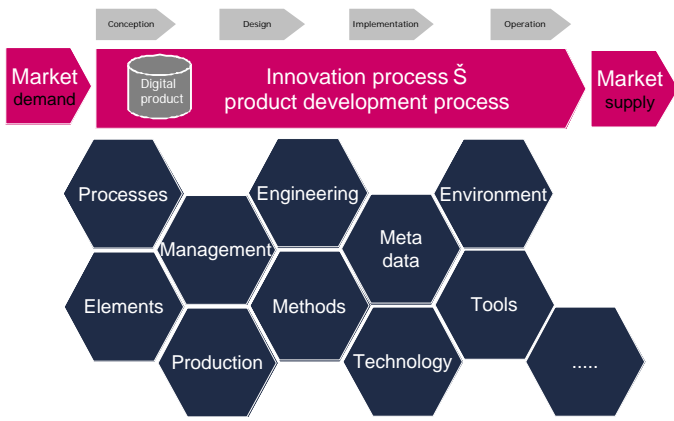 Conception
Design
Implementation
Operation
Market
demand
Digital
product
Innovation process Š
product development process
Market
supply
Processes
Engineering
Environment
Management
Meta
data
Elements
Methods
Tools
Production
Technology
.....